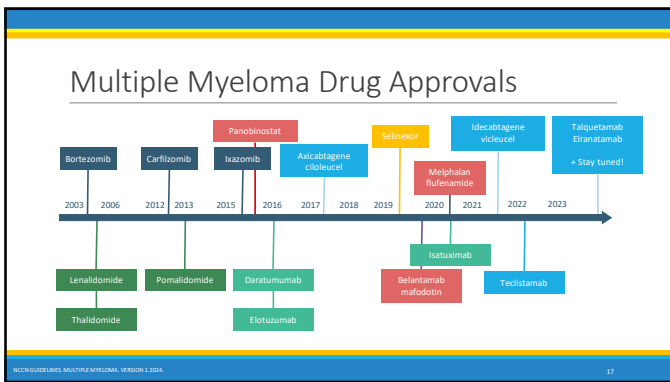 Multiple Myeloma Drug Approvals
Panobinostat
Selinexor
Idecabtagene
vicleucel
Talquetamab
Elranatamab
+ Stay tuned!
Bortezomib
Carfilzomib
Ixazomib
Axicabtagene
ciloleucel
Melphalan
flufenamide
2003
2006
2012
2013
2015
2016
2017
2018
2019
2020
2021
2022
2023
Isatuximab
Lenalidomide
Pomalidomide
Daratumumab
Belantamab
mafodotin
Teclistamab
Thalidomide
Elotuzumab
NCCN GUIDELINES. MULTIPLE MYELOMA. VERSION 1.2024.
17